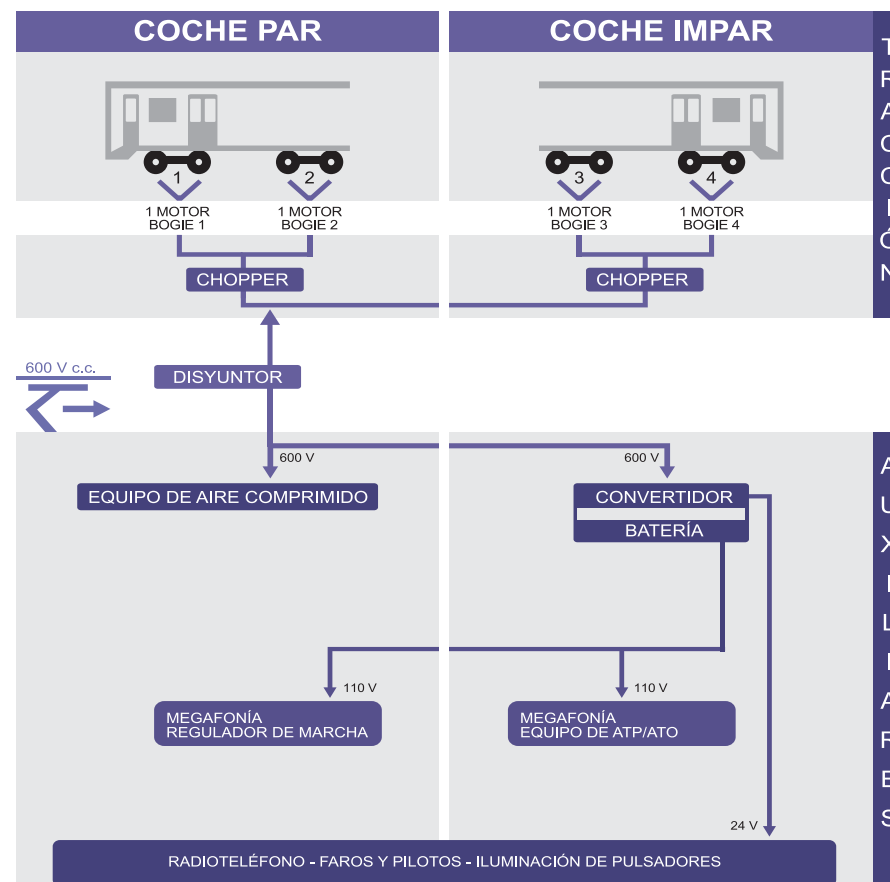 COCHE PAR
COCHE IMPAR
1
2
3
4
1 MOTOR
BOGIE 1
1 MOTOR
BOGIE 2
1 MOTOR
BOGIE 3
1 MOTOR
BOGIE 4
CHOPPER
CHOPPER
TRACCIÓN
600 V c.c.
DISYUNTOR
600 V
600 V
EQUIPO DE AIRE COMPRIMIDO
CONVERTIDOR
BATERÍA
110 V
110 V
MEGAFONÍA
REGULADOR DE MARCHA
MEGAFONÍA
EQUIPO DE ATP/ATO
24 V
RADIOTELÉFONO - FAROS Y PILOTOS - ILUMINACIÓN DE PULSADORES
AUXILIARES